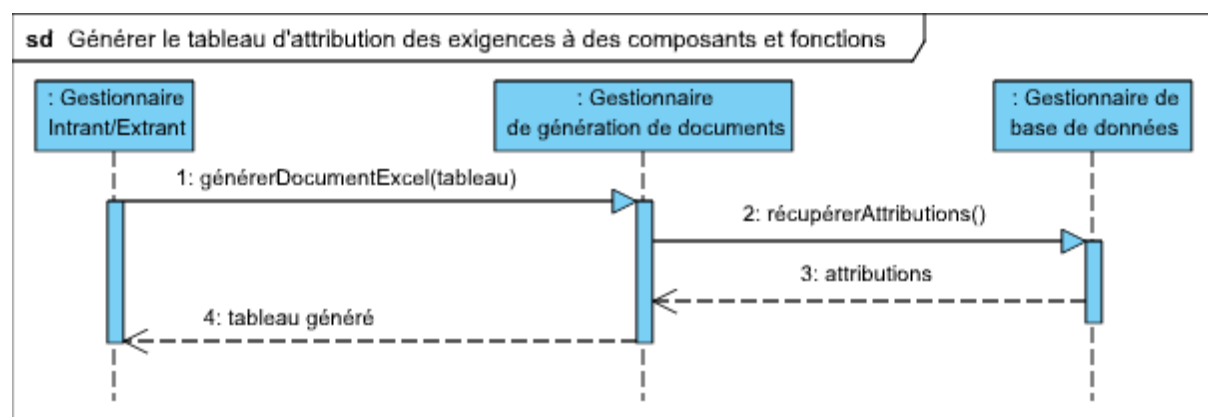 sd Générer le tableau d'attribution des exigences à des composants et fonctions
: Gestionnaire
Intrant/Extrant
: Gestionnaire
de génération de documents
: Gestionnaire de
base de données
1: générerDocumentExcel(tableau)
2: récupérerAttributions()
3: attributions
4: tableau généré